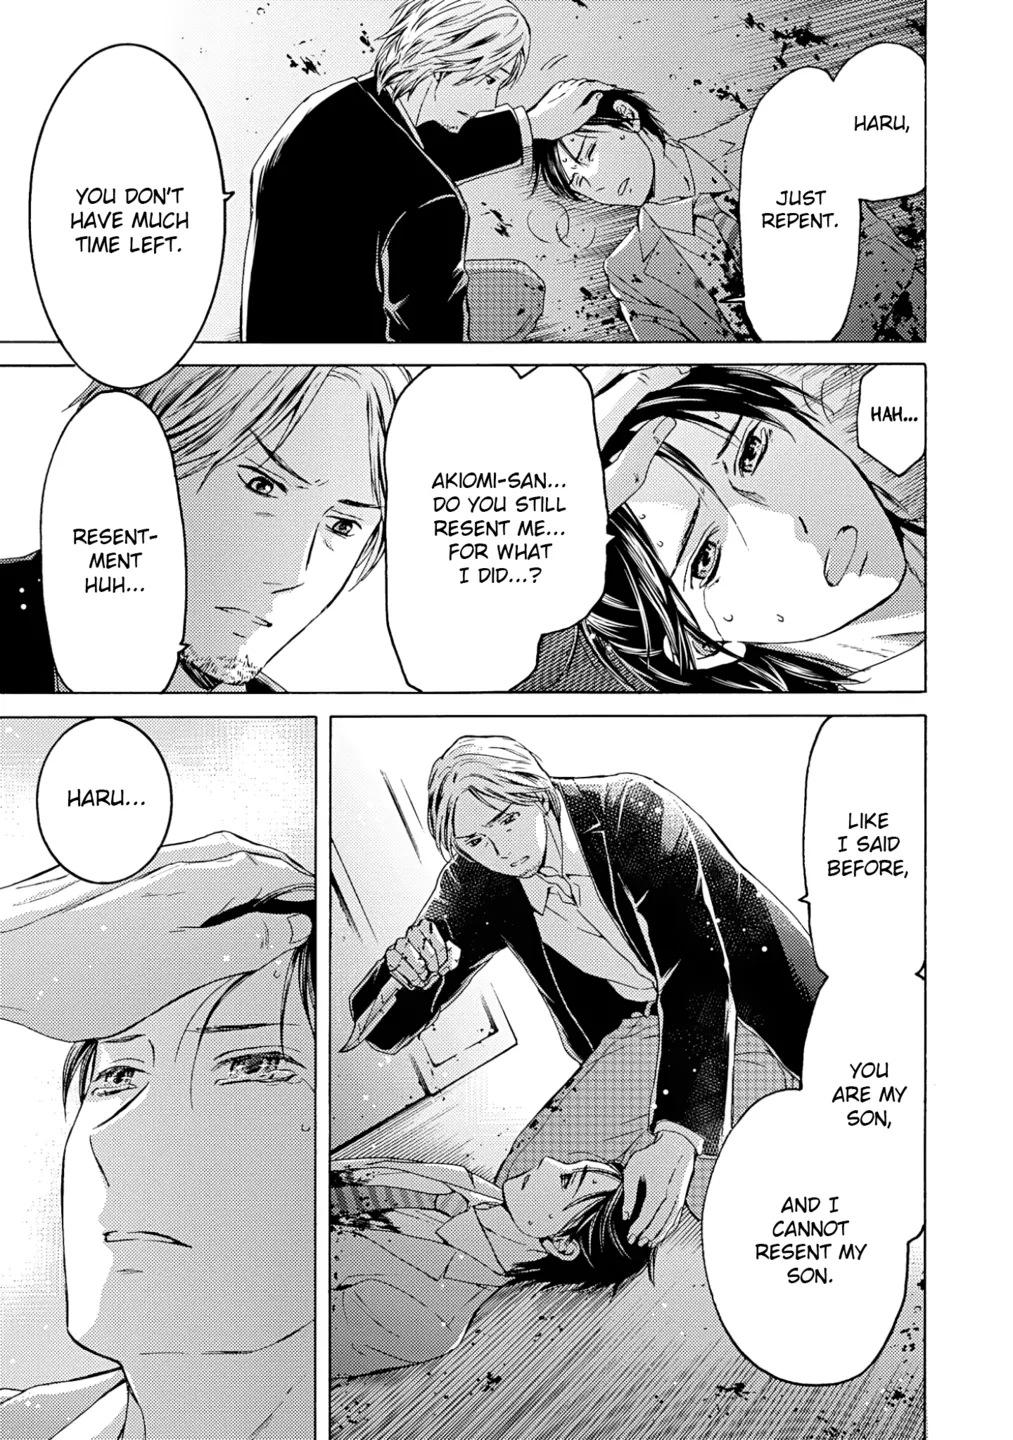 HARU,
JUST
REPENT.
YOU DON'T
HAVE MUCH
TIME LEFT.
HAH...
AKIOMI-SAN...
DO YOU STILL
RESENT ME...
FOR WHAT
I DID...?
RESENT-
MENT
HUH...
LIKE
I SAID
BEFORE,
YOU
ARE MY
SON,
AND I
CANNOT
RESENT MY
SON.
HARU...